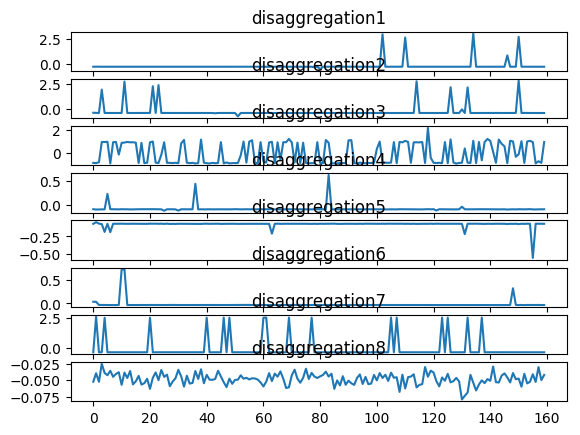 disaggregation1
2.5
0.0
disaggregation2
2.5
0.0
disaggregation3
2
0
disaggregation4
0.5
0.0
disaggregation5
−0.25
−0.50
disaggregation6
0.5
0.0
disaggregation7
2.5
0.0
disaggregation8
−0.025
−0.050
−0.075
0 20 40 60 80 100 120 140 160